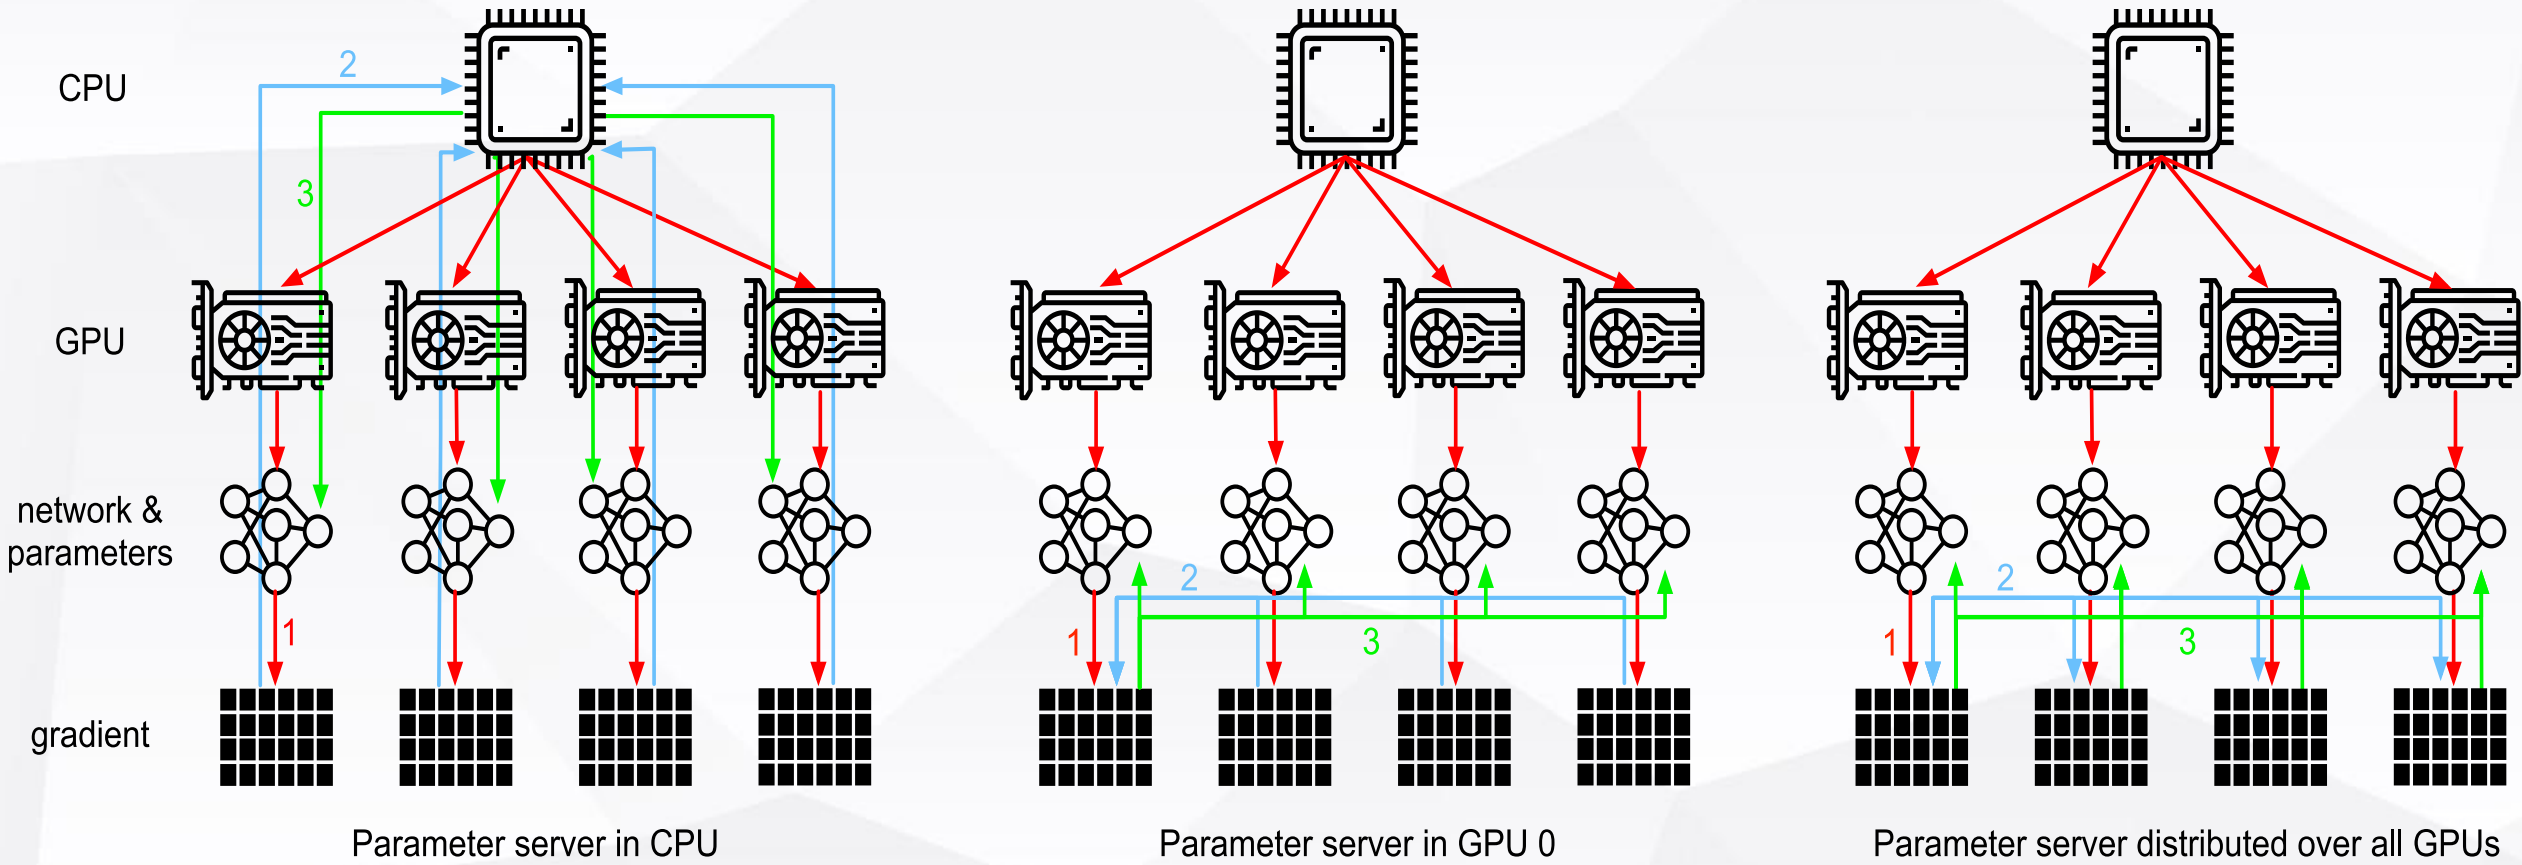 CPU
2
3
GPU
network &
parameters
2
2
1
1
3
1
3
gradient
Parameter server in CPU
Parameter server in GPU 0
Parameter server distributed over all GPUs